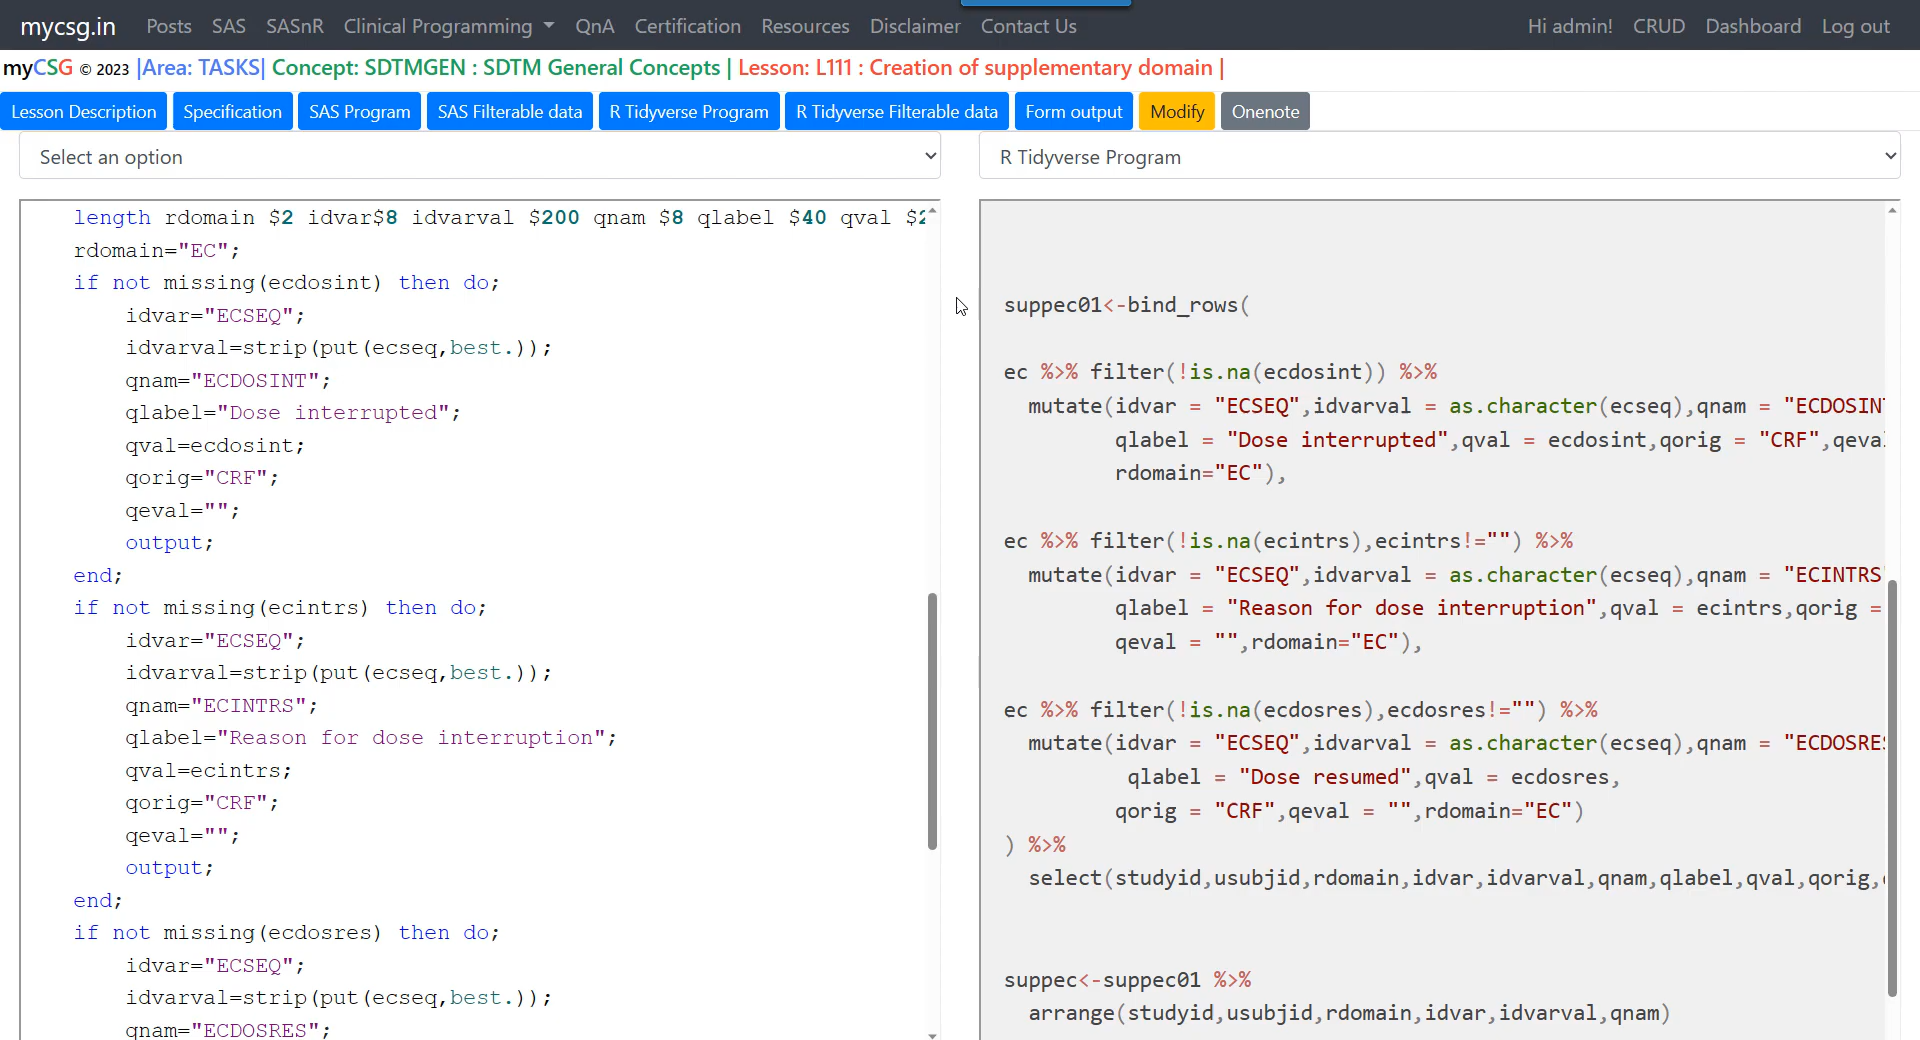 mycsg.in Posts SAS SASnR Clinical Programming QnA Certification Resources Disclaimer Contact Us Hi admin! CRUD Dashboard Log out
myCSG © 2023 |Area: TASKS| Concept: SDTMGEN : SDTM General Concepts | Lesson: L111 : Creation of supplementary domain |
Lesson Description Specification SAS Program SAS Filterable data R Tidyverse Program R Tidyverse Filterable data Form output Modify Onenote
Select an option
length rdomain $2 idvar$8 idvarval $200 qnam $8 qlabel $40 qval $2
rdomain="EC";
if not missing(ecdosint) then do;
idvar="ECSEQ";
idvarval=strip(put(ecseq,best.));
qnam="ECDOSINT";
qlabel="Dose interrupted";
qval=ecdosint;
qorig="CRF";
qeval="";
output;
end;
if not missing(ecintrs) then do;
idvar="ECSEQ";
idvarval=strip(put(ecseq,best.));
qnam="ECINTRS";
qlabel="Reason for dose interruption";
qval=ecintrs;
qorig="CRF";
qeval="";
output;
end;
if not missing(ecdosres) then do;
idvar="ECSEQ";
idvarval=strip(put(ecseq,best.));
qnam="ECDOSRES";
R Tidyverse Program
suppec01<-bind_rows(
ec %>% filter(!is.na(ecdosint)) %>%
mutate(idvar = "ECSEQ",idvarval = as.character(ecseq),qnam = "ECDOSIN
qlabel = "Dose interrupted",qval = ecdosint,qorig = "CRF",qeva
rdomain="EC"),
ec %>% filter(!is.na(ecintrs),ecintrs!="") %>%
mutate(idvar = "ECSEQ",idvarval = as.character(ecseq),qnam = "ECINTRS
qlabel = "Reason for dose interruption",qval = ecintrs,qorig =
qeval = "",rdomain="EC"),
ec %>% filter(!is.na(ecdosres),ecdosres!="") %>%
mutate(idvar = "ECSEQ",idvarval = as.character(ecseq),qnam = "ECDOSRES
qlabel = "Dose resumed",qval = ecdosres,
qorig = "CRF",qeval = "",rdomain="EC")
) %>%
select(studyid,usubjid,rdomain,idvar,idvarval,qnam,qlabel,qval,qorig,
suppec<-suppec01 %>%
arrange(studyid,usubjid,rdomain,idvar,idvarval,qnam)